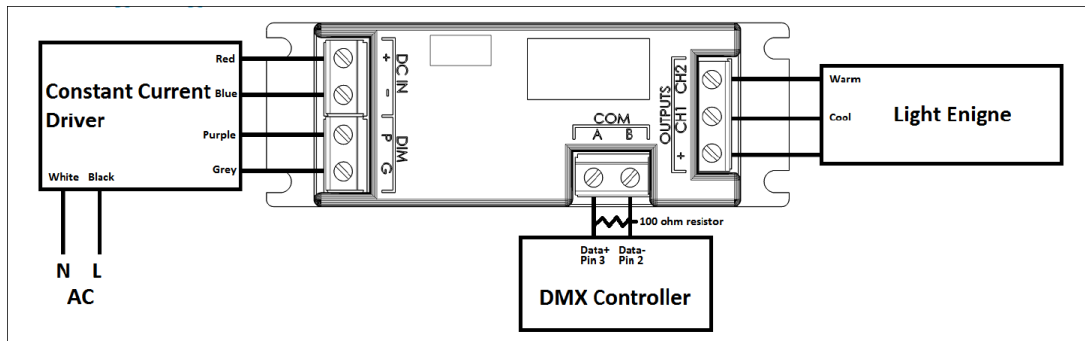 Constant Current
Driver
Red
Blue
Purple
Grey
White
Black
N
L
AC
+
-
DC IN
P
G
DIM
COM
A
B
OUTPUTS
CH2
CH1
+
100 ohm resistor
Data+
Pin 3
Data-
Pin 2
DMX Controller
Warm
Cool
Light Enigne